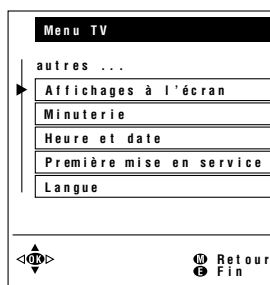 Menu TV
autres ...
Affichages à l'écran
Minuterie
Heure et date
Première mise en service
Langue
OK M Retour
E Fin